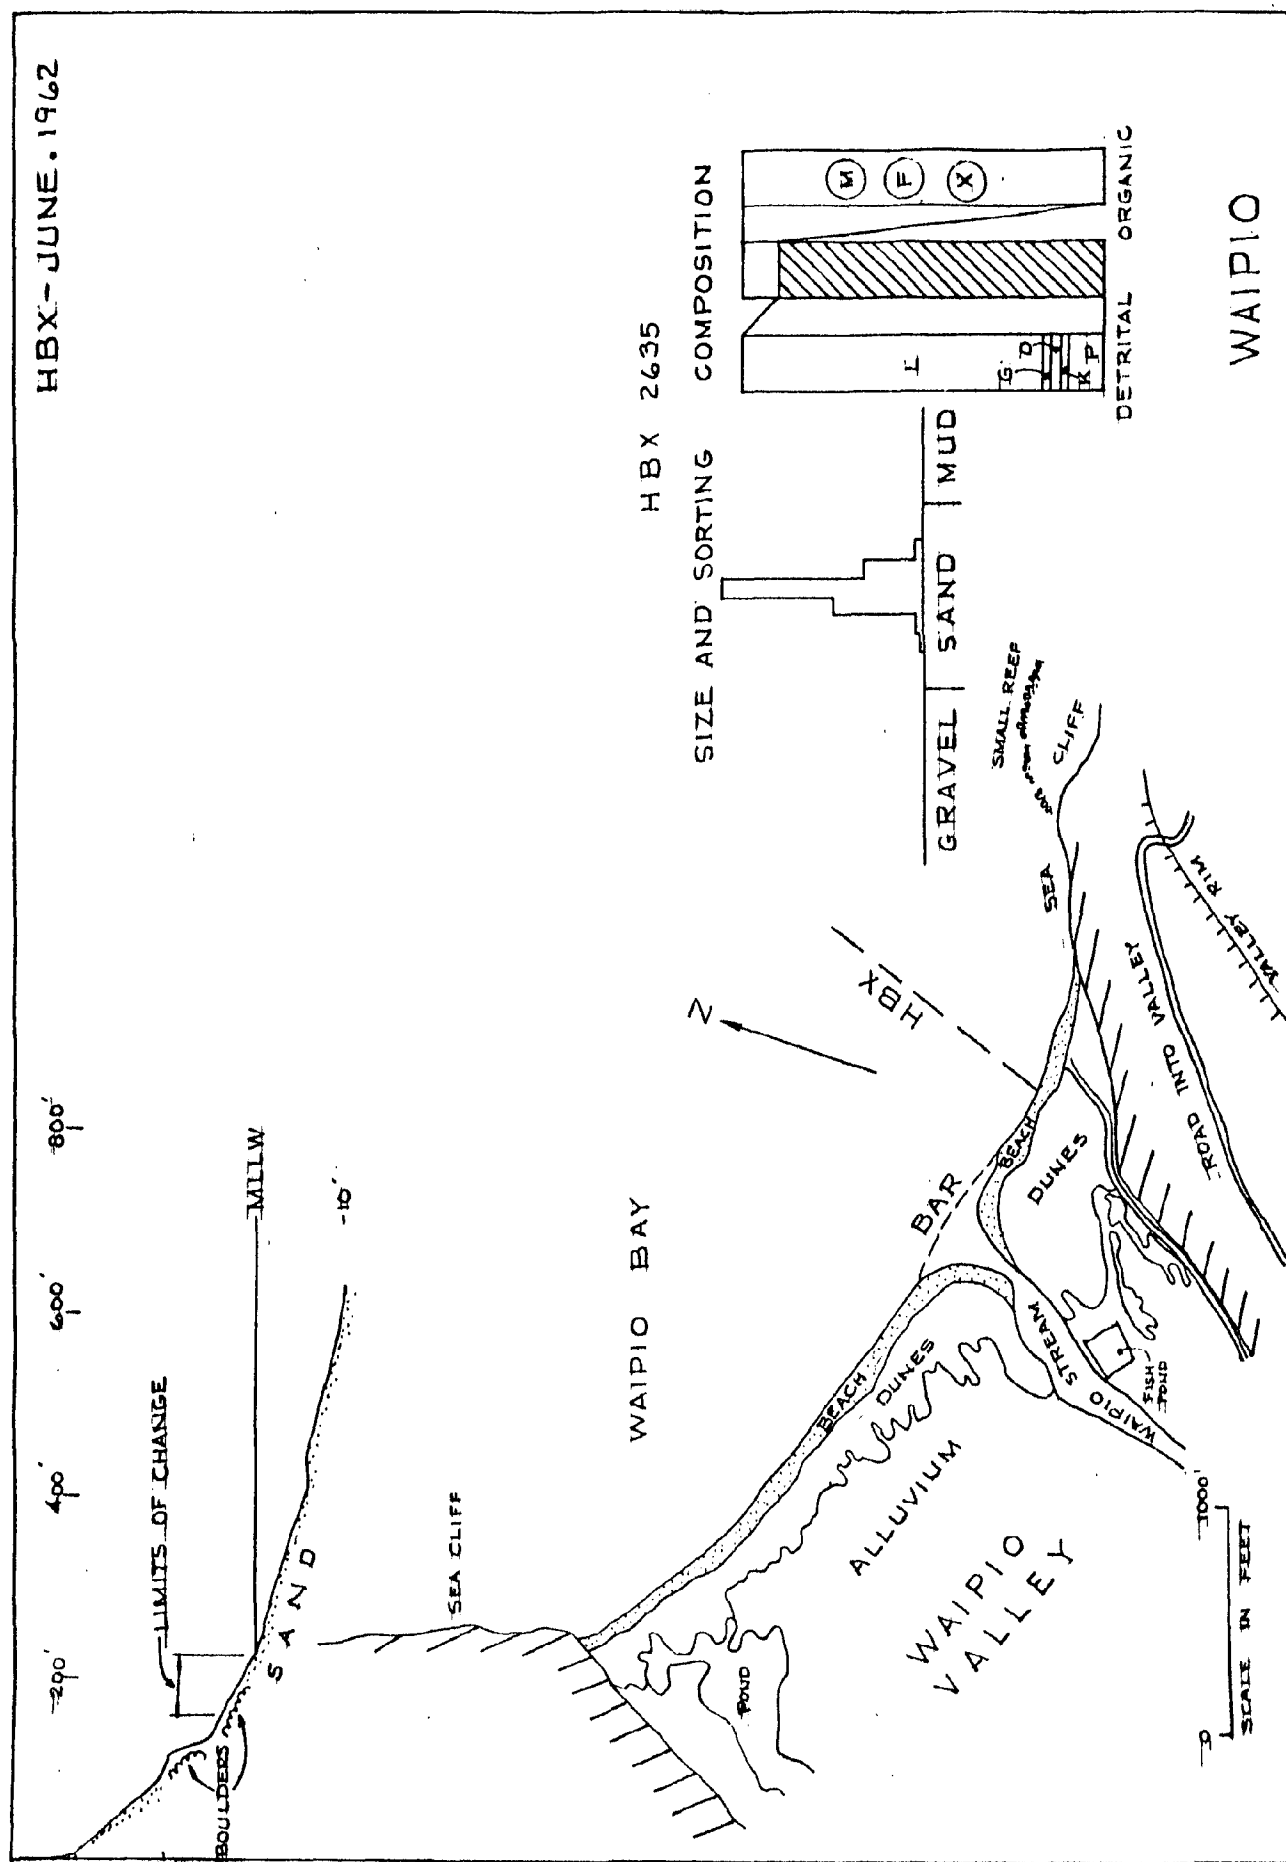 HBX-JUNE.1962
200'
400'
600'
800'
LIMITS OF CHANGE
MLLW
BOULDERS
SAND
-10'
SEA CLIFF
WAIPIO BAY
HBX 2635
SIZE AND SORTING
COMPOSITION
GRAVEL
SAND
MUD
L
G
D
K
P
M
F
X
DETRITAL
ORGANIC
N
HBX
SMALL REEF
SEA
CLIFF
BAR
BEACH
DUNES
BEACH
DUNES
POND
ALLUVIUM
WAIPIO STREAM
FISH
POND
ROAD INTO VALLEY
VALLEY RIM
WAIPIO
VALLEY
0
1000'
SCALE IN FEET
WAIPIO